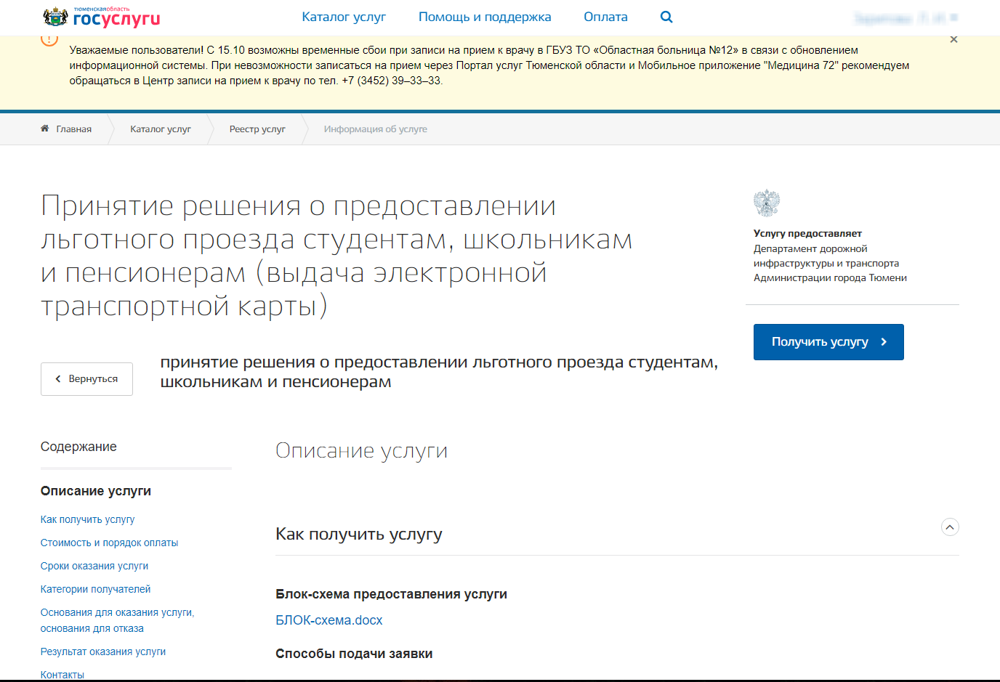 тюменскаяобласть
госуслуги
Каталог услуг
Помощь и поддержка
Оплата
Уважаемые пользователи! С 15.10 возможны временные сбои при записи на прием к врачу в ГБУЗ ТО «Областная больница №12» в связи с обновлением
информационной системы. При невозможности записаться на прием через Портал услуг Тюменской области и Мобильное приложение "Медицина 72" рекомендуем
обращаться в Центр записи на прием к врачу по тел. +7 (3452) 39–33–33.
Главная
Каталог услуг
Реестр услуг
Информация об услуге
Принятие решения о предоставлении
льготного проезда студентам, школьникам
и пенсионерам (выдача электронной
транспортной карты)
Услугу предоставляет
Департамент дорожной
инфраструктуры и транспорта
Администрации города Тюмени
Получить услугу
Вернуться
принятие решения о предоставлении льготного проезда студентам,
школьникам и пенсионерам
Содержание
Описание услуги
Как получить услугу
Стоимость и порядок оплаты
Сроки оказания услуги
Категории получателей
Основания для оказания услуги,
основания для отказа
Результат оказания услуги
Контакты
Описание услуги
Как получить услугу
Блок-схема предоставления услуги
БЛОК-схема.docx
Способы подачи заявки